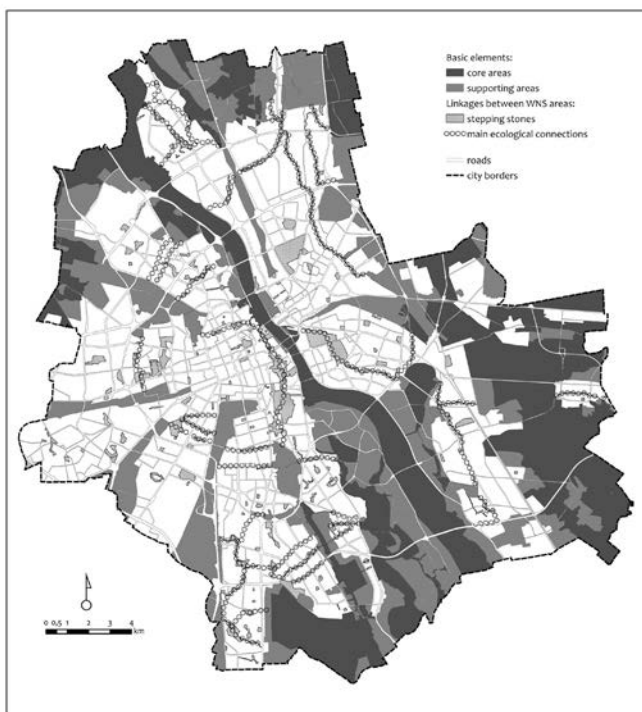 Basic elements:
core areas
supporting areas
Linkages between WNS areas:
stepping stones
main ecological connections
roads
city borders
0 0,5 1 2 3 4
km